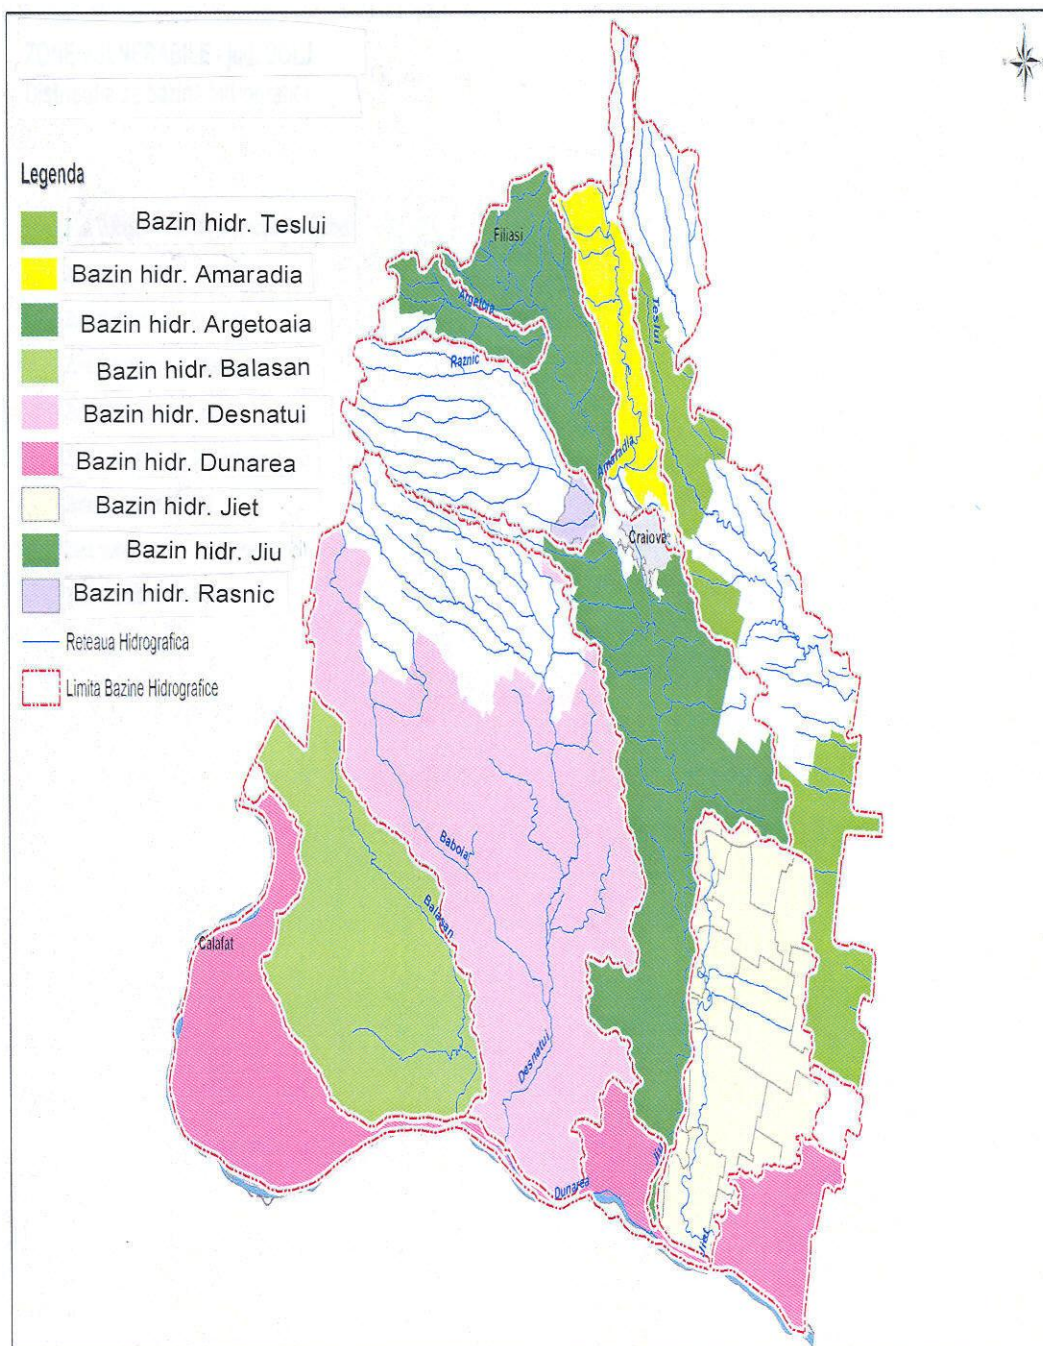 Legenda
Bazin hidr. Teslui
Bazin hidr. Amaradia
Bazin hidr. Argetoaia
Bazin hidr. Balasan
Bazin hidr. Desnatui
Bazin hidr. Dunarea
Bazin hidr. Jiet
Bazin hidr. Jiu
Bazin hidr. Rasnic
Reteaua Hidrografica
Limita Bazine Hidrografice
Filiasi
Argetoia
Teslui
Raznic
Amaradia
Craiova
Baboia
Balasan
Calafat
Desnatui
Jiu
Dunarea
Jiet